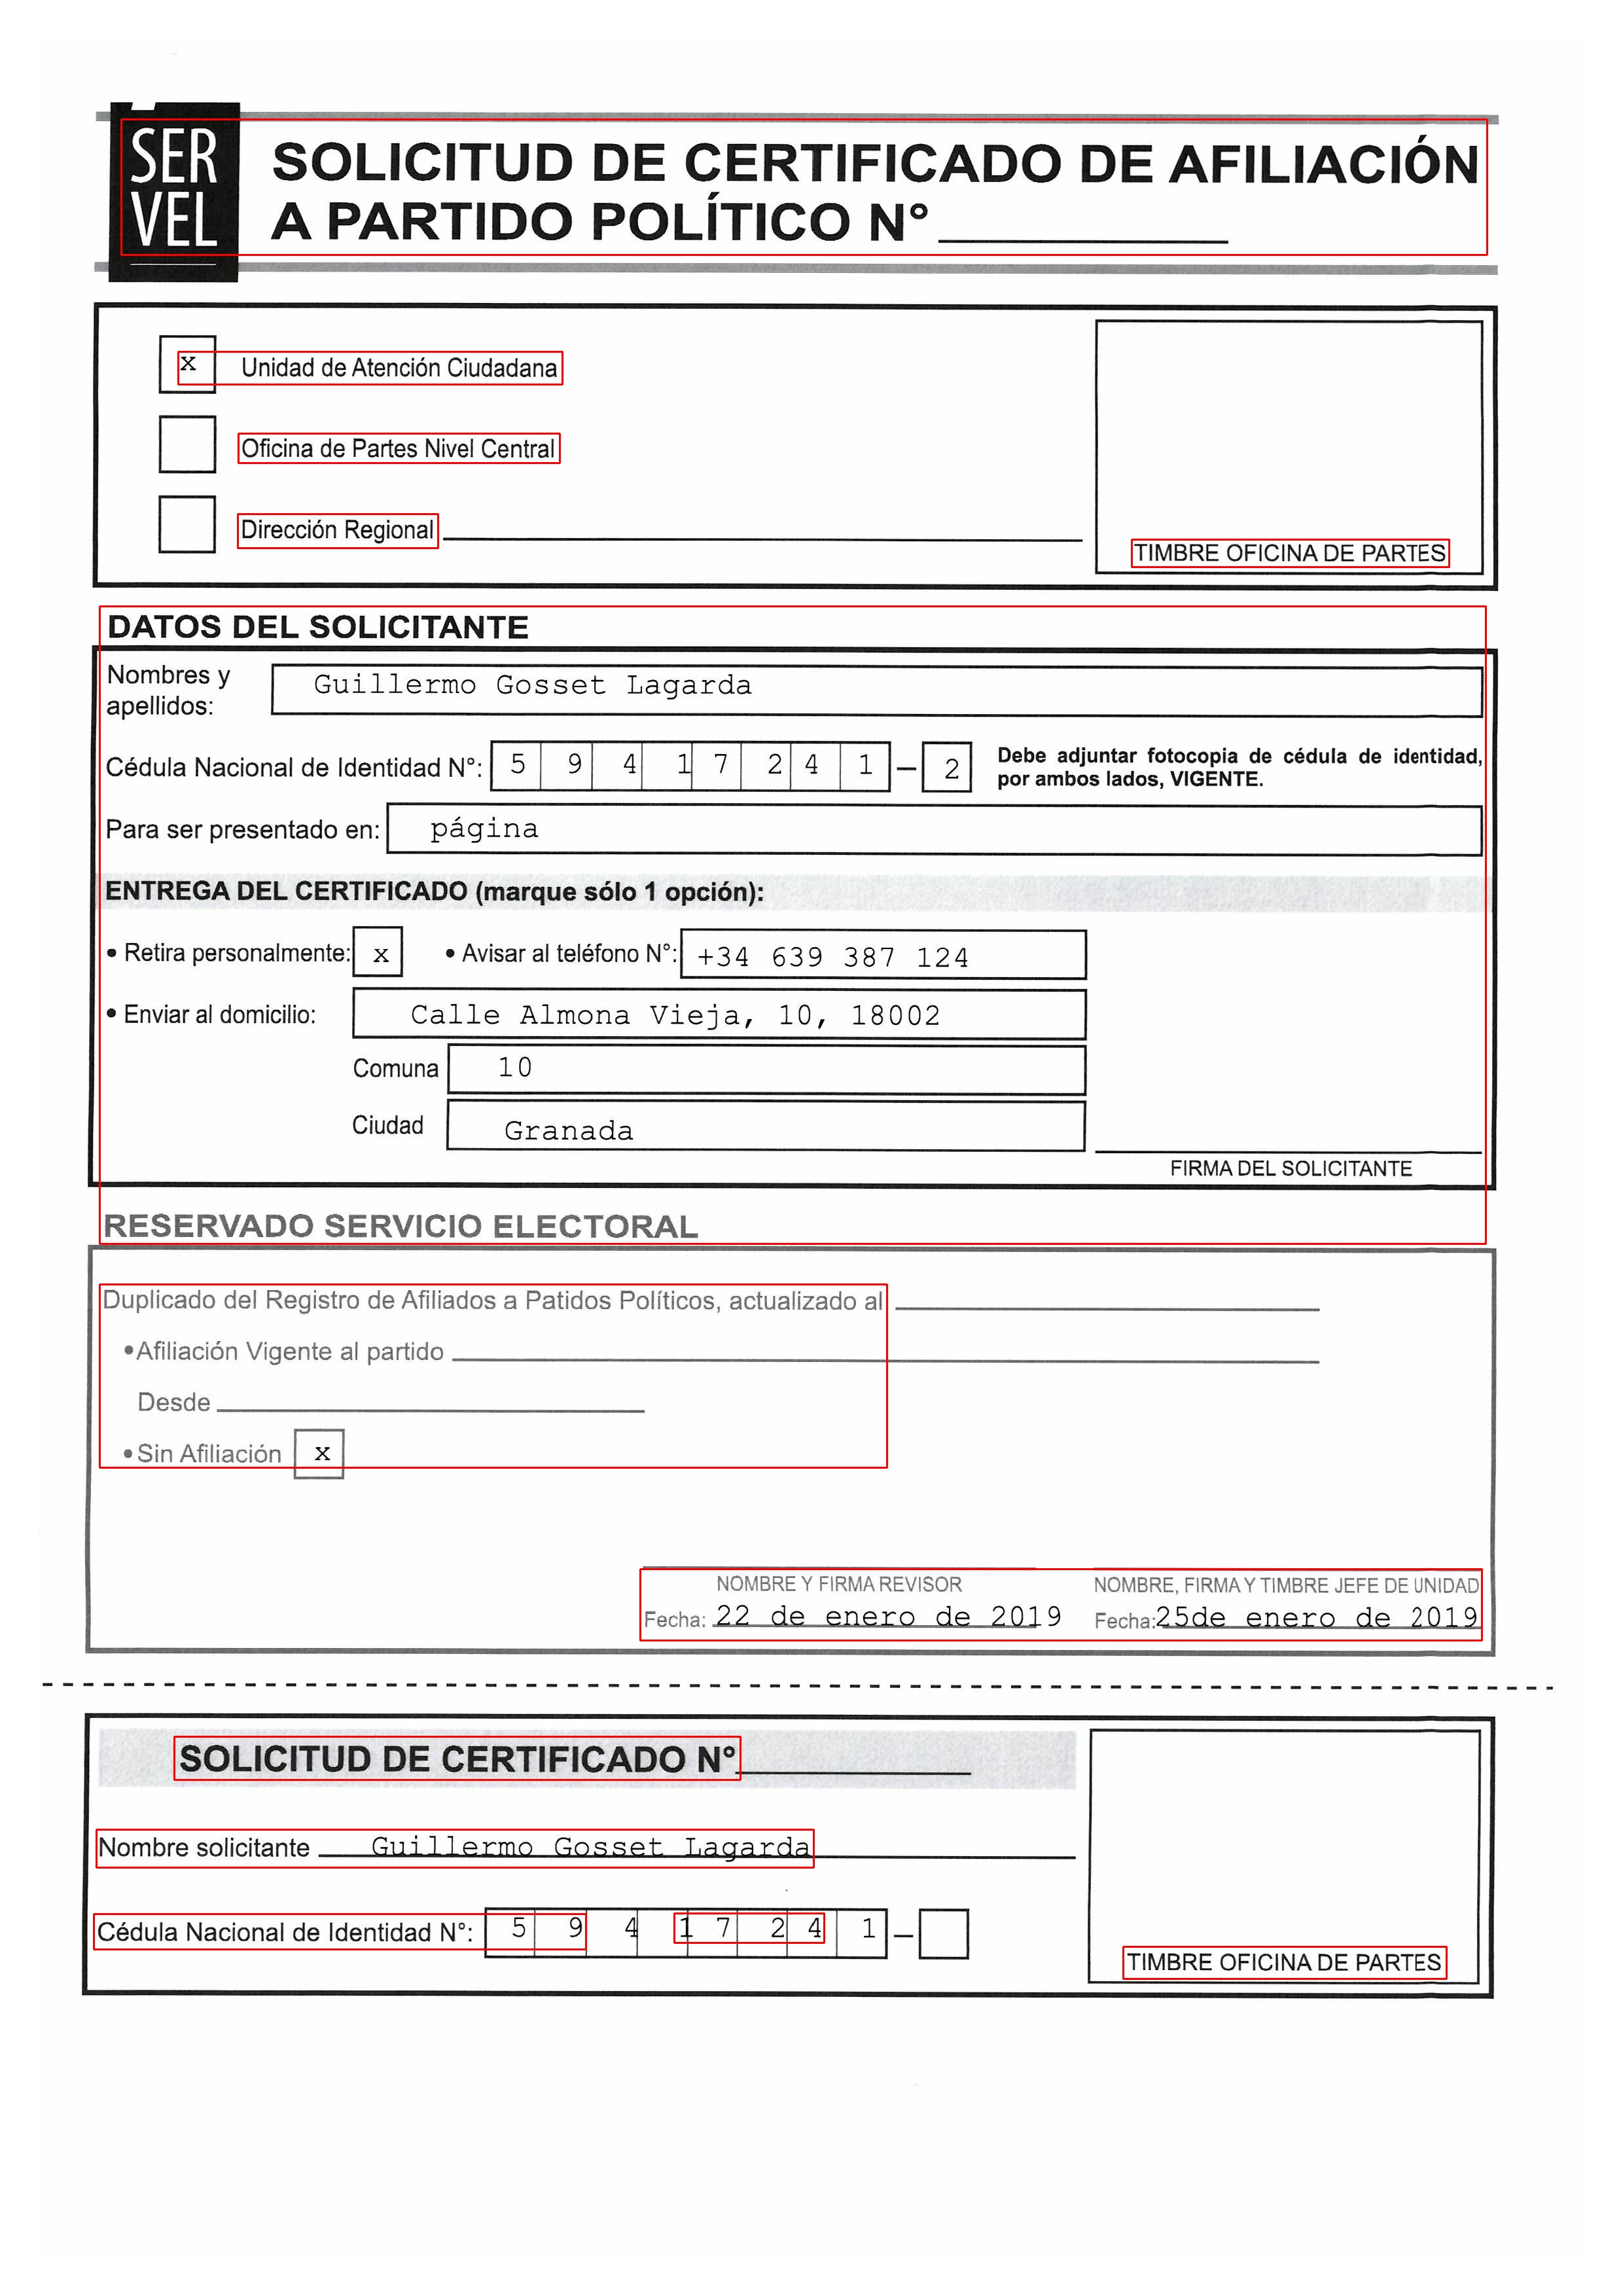 SER
VEL
SOLICITUD DE CERTIFICADO DE AFILIACIÓN
A PARTIDO POLÍTICO N°
x Unidad de Atención Ciudadana
Oficina de Partes Nivel Central
Dirección Regional
TIMBRE OFICINA DE PARTES
DATOS DEL SOLICITANTE
Nombres y
apellidos:
Guillermo Gosset Lagarda
Cédula Nacional de Identidad N°: 5 9 4 1 7 2 4 1 – 2
Debe adjuntar fotocopia de cédula de identidad,
por ambos lados, VIGENTE.
Para ser presentado en: página
ENTREGA DEL CERTIFICADO (marque sólo 1 opción):
• Retira personalmente: x • Avisar al teléfono N°: +34 639 387 124
• Enviar al domicilio: Calle Almona Vieja, 10, 18002
Comuna 10
Ciudad Granada
FIRMA DEL SOLICITANTE
RESERVADO SERVICIO ELECTORAL
Duplicado del Registro de Afiliados a Patidos Políticos, actualizado al
• Afiliación Vigente al partido
Desde
• Sin Afiliación x
NOMBRE Y FIRMA REVISOR
Fecha: 22 de enero de 2019
NOMBRE, FIRMA Y TIMBRE JEFE DE UNIDAD
Fecha: 25de enero de 2019
SOLICITUD DE CERTIFICADO N°
Nombre solicitante Guillermo Gosset Lagarda
Cédula Nacional de Identidad N°: 5 9 4 1 7 2 4 1 –
TIMBRE OFICINA DE PARTES